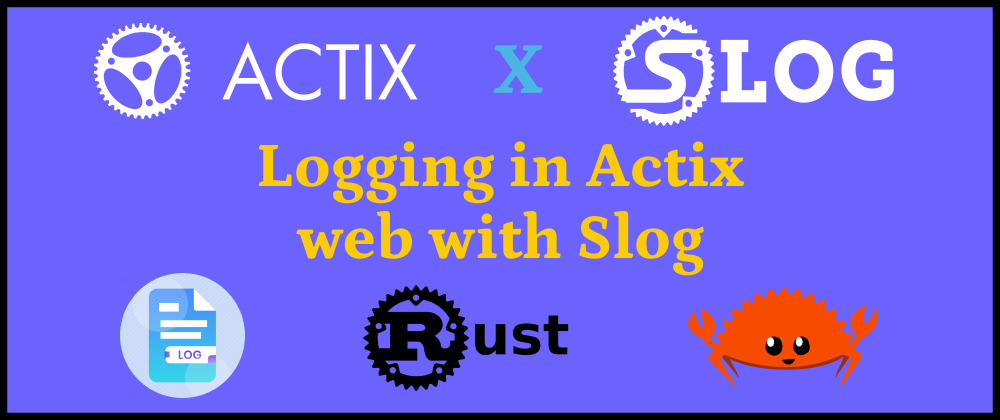 ACTIX X SLOG
Logging in Actix
web with Slog
LOG
Rust